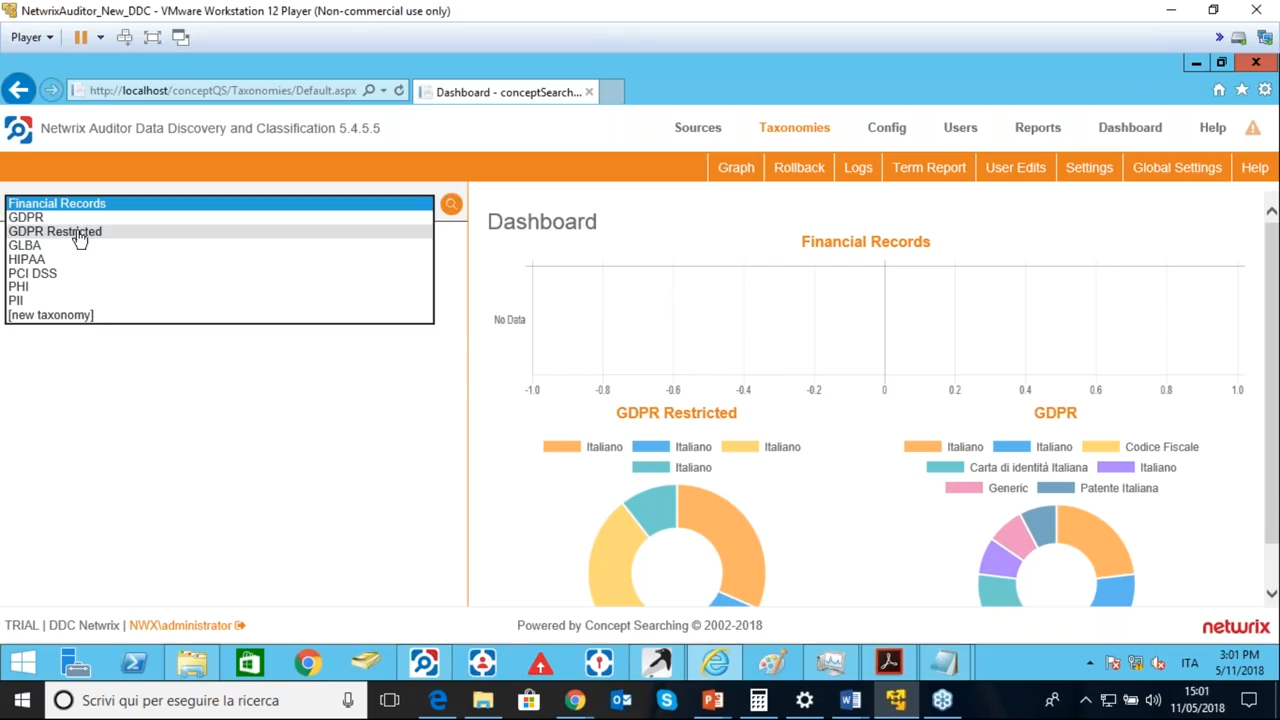 NetwrixAuditor_New_DDC - VMware Workstation 12 Player (Non-commercial use only)
Player
http://localhost/conceptQS/Taxonomies/Default.aspx
Dashboard - conceptSearch...
Netwrix Auditor Data Discovery and Classification 5.4.5.5
Sources Taxonomies Config Users Reports Dashboard Help
Graph Rollback Logs Term Report User Edits Settings Global Settings Help
Financial Records
GDPR
GDPR Restricted
GLBA
HIPAA
PCI DSS
PHI
PII
[new taxonomy]
Dashboard
Financial Records
No Data
-1.0 -0.8 -0.6 -0.4 -0.2 0 0.2 0.4 0.6 0.8 1.0
GDPR Restricted
Italiano Italiano Italiano
Italiano
GDPR
Italiano Italiano Codice Fiscale
Carta di identità Italiana Italiano
Generic Patente Italiana
TRIAL | DDC Netwrix | NWX\administrator
Powered by Concept Searching © 2002-2018
netwrix
ITA
3:01 PM
5/11/2018
Scrivi qui per eseguire la ricerca
15:01
11/05/2018